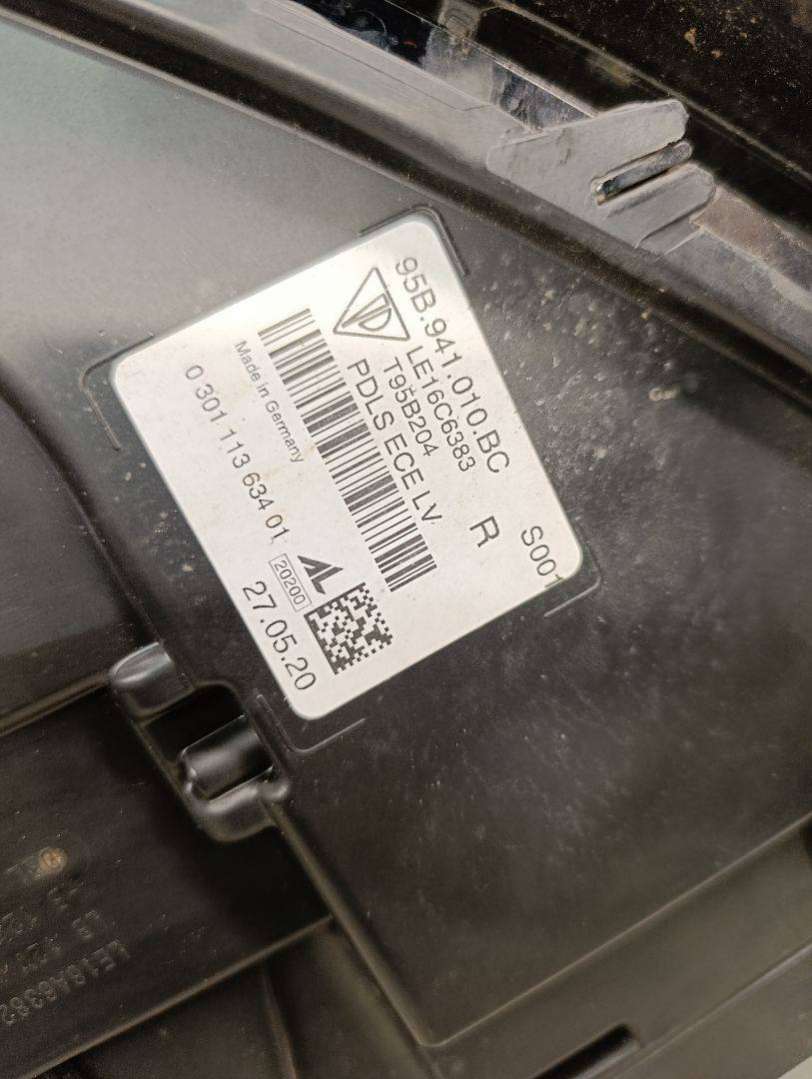 95B.941.010.BC
S001
LE16C6383
R
T95B204
PDLS ECE LV
Made in Germany
0 301 113 634 01
AL
20200
27.05.20